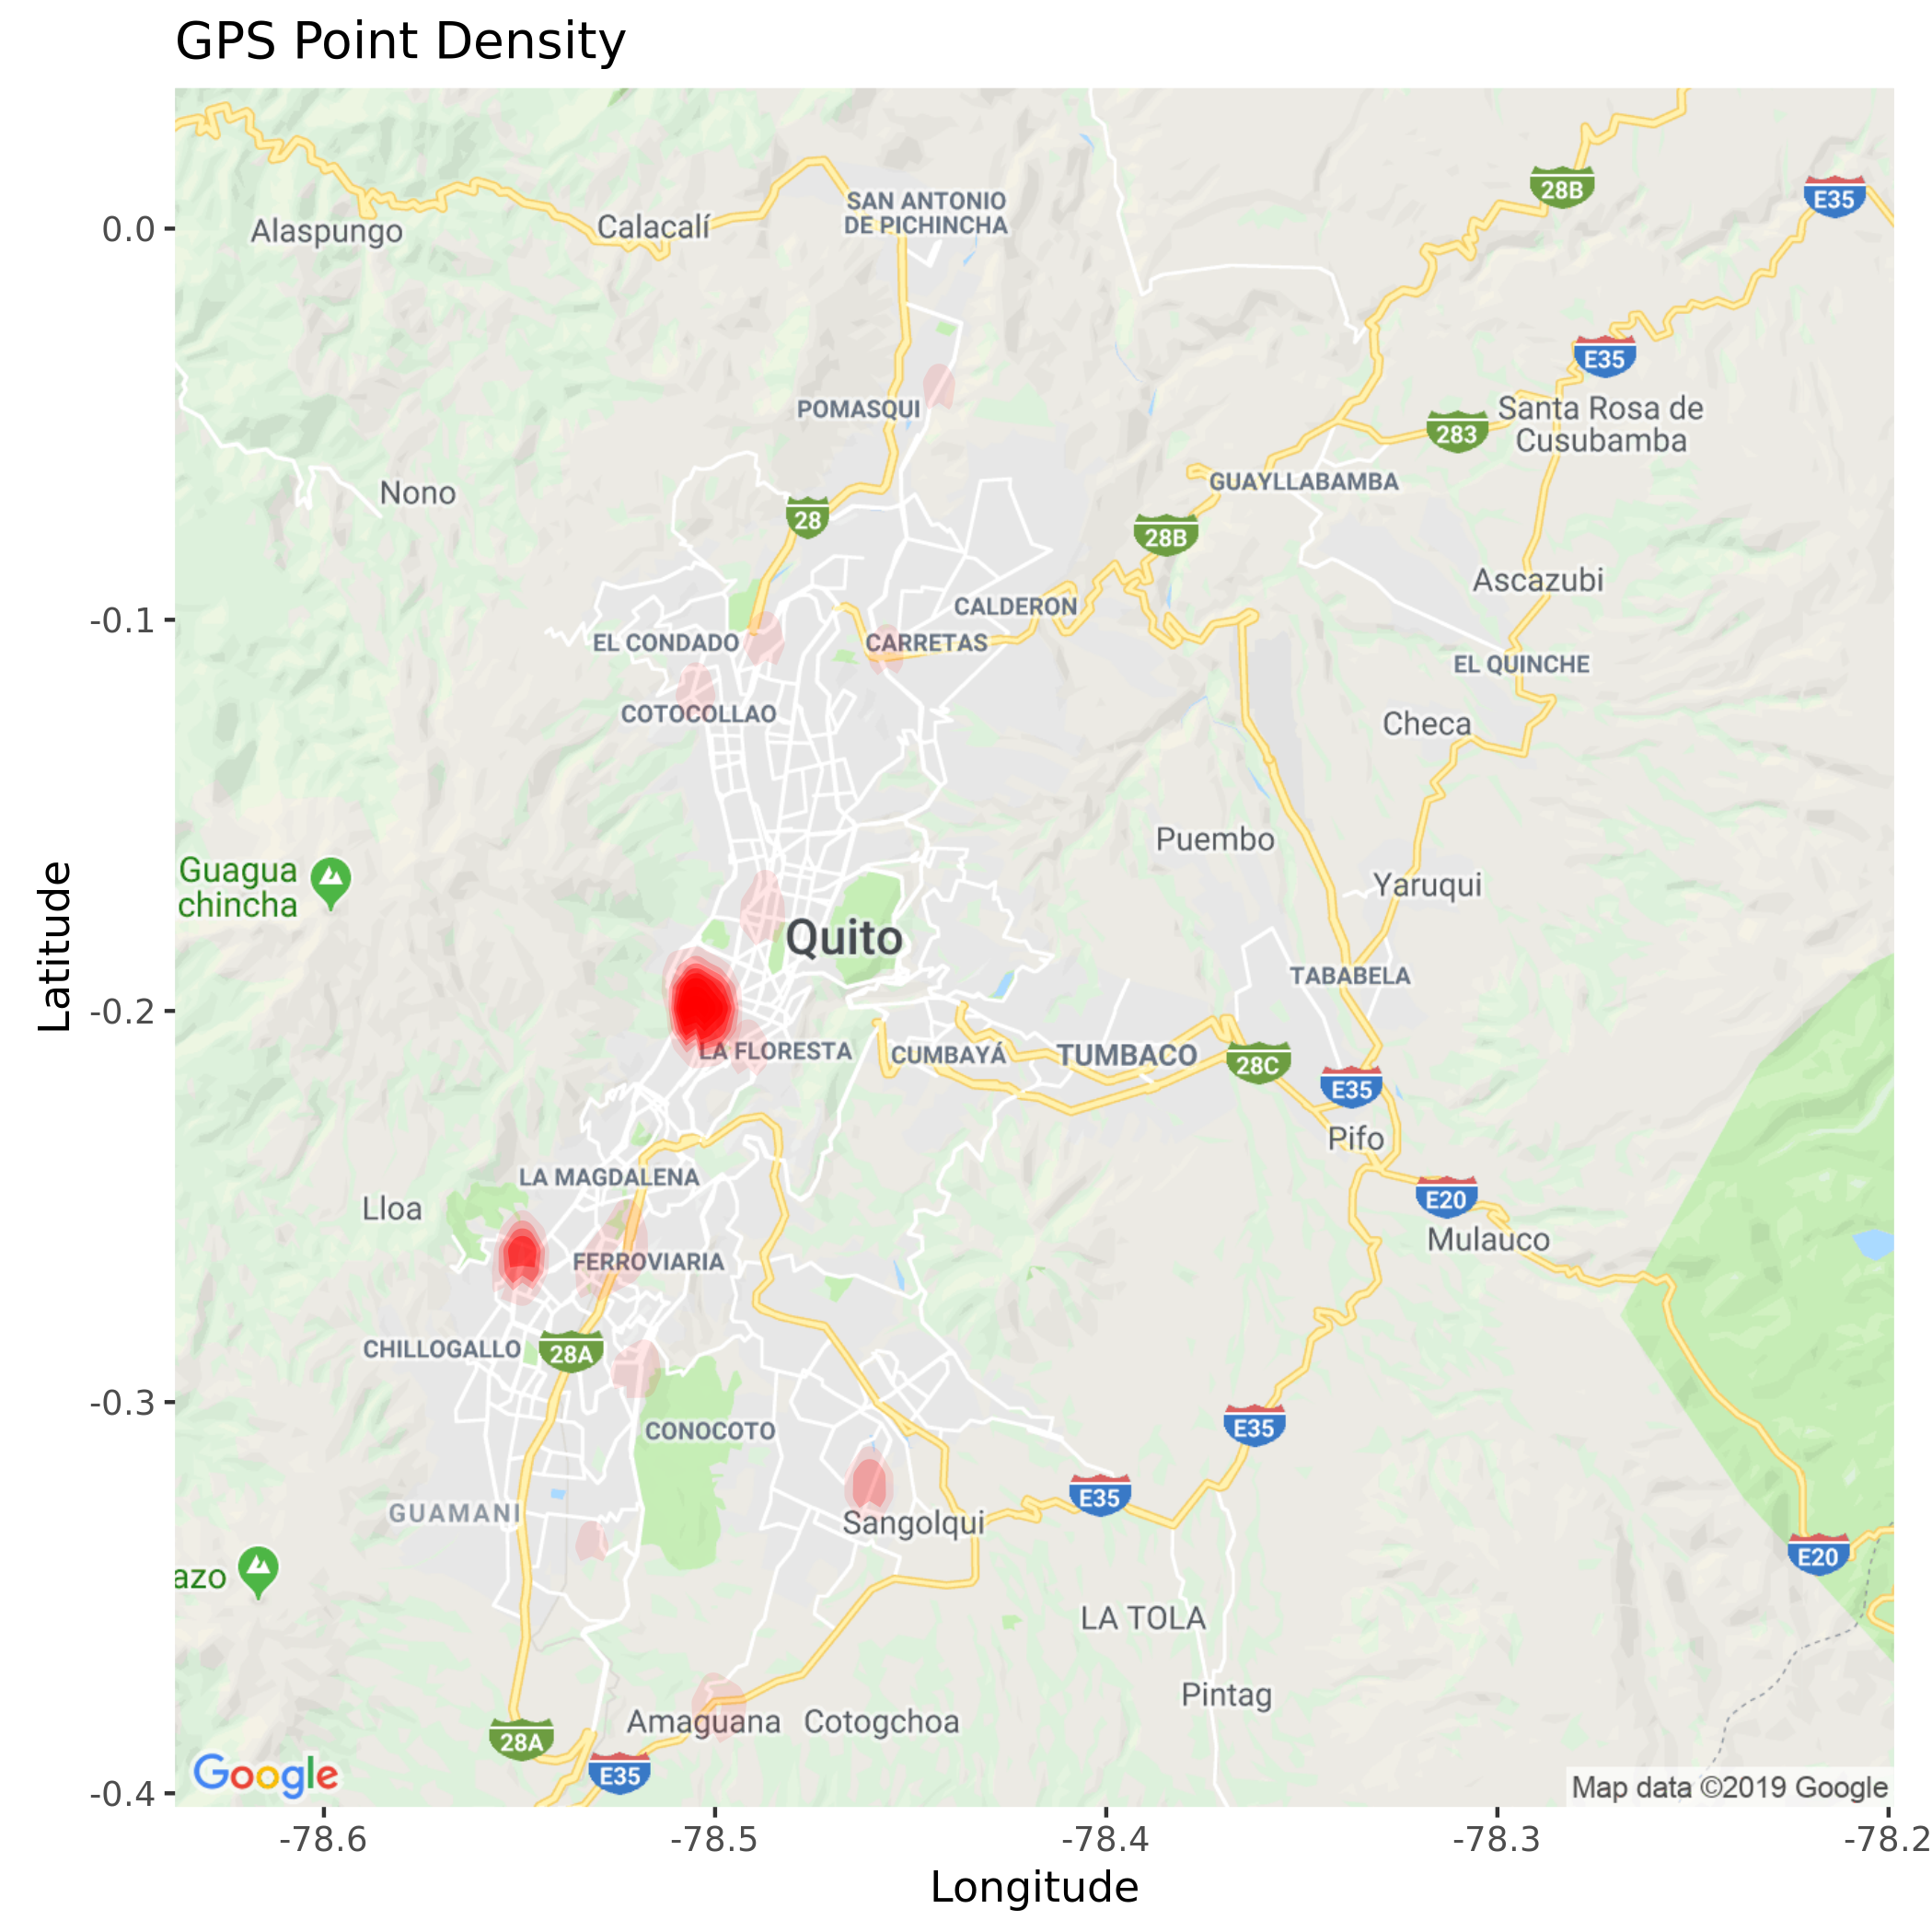 GPS Point Density
SAN ANTONIO
DE PICHINCHA
28B
E35
0.0
Alaspungo
Calacalí
E35
POMASQUI
283
Santa Rosa de
Cusubamba
Nono
GUAYLLABAMBA
28
28B
Ascazubi
-0.1
CALDERON
EL CONDADO
CARRETAS
EL QUINCHE
COTOCOLLAO
Checa
Puembo
Guagua
chincha
Yaruqui
Quito
Latitude
TABABELA
-0.2
LA FLORESTA
CUMBAYÁ
TUMBACO
28C
E35
Pifo
LA MAGDALENA
Lloa
E20
Mulauco
FERROVIARIA
CHILLOGALLO
28A
-0.3
CONOCOTO
E35
E35
GUAMANI
Sangolqui
E20
azo
LA TOLA
Pintag
Amaguana
Cotogchoa
28A
Google
E35
Map data ©2019 Google
-0.4
-78.6
-78.5
-78.4
-78.3
-78.2
Longitude